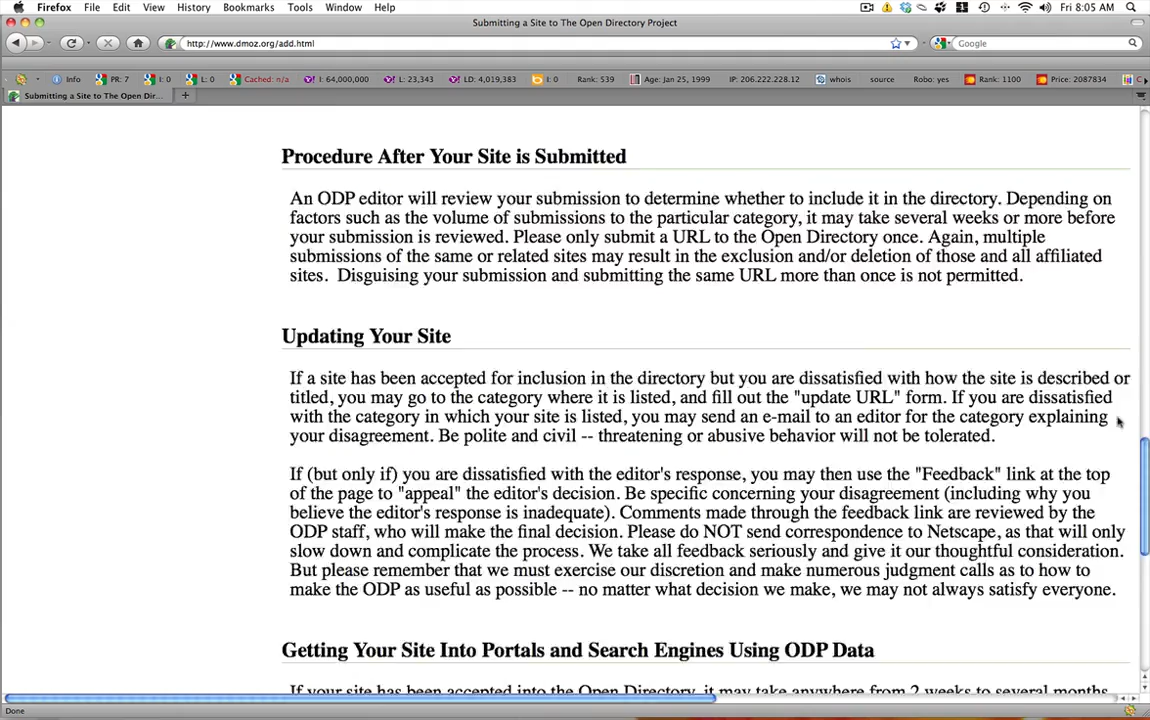 Firefox File Edit View History Bookmarks Tools Window Help Fri 8:05 AM
Submitting a Site to The Open Directory Project
http://www.dmoz.org/add.html Google
Info PR: 7 I: 0 L: 0 Cached: n/a I: 64,000,000 L: 23,343 LD: 4,019,383 I: 0 Rank: 539 Age: Jan 25, 1999 IP: 206.222.228.12 whois source Robo: yes Rank: 1100 Price: 2087834
Submitting a Site to The Open Dir...
Procedure After Your Site is Submitted
An ODP editor will review your submission to determine whether to include it in the directory. Depending on
factors such as the volume of submissions to the particular category, it may take several weeks or more before
your submission is reviewed. Please only submit a URL to the Open Directory once. Again, multiple
submissions of the same or related sites may result in the exclusion and/or deletion of those and all affiliated
sites.  Disguising your submission and submitting the same URL more than once is not permitted.
Updating Your Site
If a site has been accepted for inclusion in the directory but you are dissatisfied with how the site is described or
titled, you may go to the category where it is listed, and fill out the "update URL" form. If you are dissatisfied
with the category in which your site is listed, you may send an e-mail to an editor for the category explaining
your disagreement. Be polite and civil -- threatening or abusive behavior will not be tolerated.
If (but only if) you are dissatisfied with the editor's response, you may then use the "Feedback" link at the top
of the page to "appeal" the editor's decision. Be specific concerning your disagreement (including why you
believe the editor's response is inadequate). Comments made through the feedback link are reviewed by the
ODP staff, who will make the final decision. Please do NOT send correspondence to Netscape, as that will only
slow down and complicate the process. We take all feedback seriously and give it our thoughtful consideration.
But please remember that we must exercise our discretion and make numerous judgment calls as to how to
make the ODP as useful as possible -- no matter what decision we make, we may not always satisfy everyone.
Getting Your Site Into Portals and Search Engines Using ODP Data
If your site has been accepted into the Open Directory, it may take anywhere from 2 weeks to several months
Done